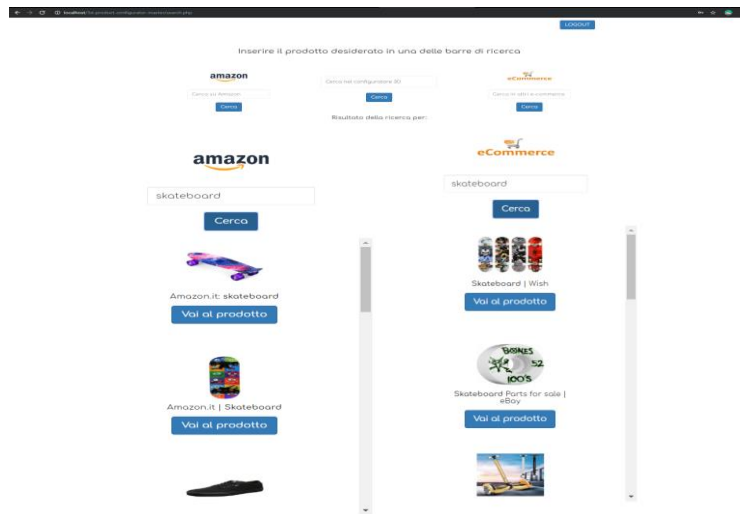 LOGOUT
Inserire il prodotto desiderato in una delle barre di ricerca
amazon
Cerca su Amazon
Cerca
Cerca nel configuratore 3D
Cerca
eCommerce
Cerca in altri e-commerce
Cerca
Risultato della ricerca per:
amazon
skateboard
Cerca
Amazon.it: skateboard
Vai al prodotto
Amazon.it | Skateboard
Vai al prodotto
eCommerce
skateboard
Cerca
Skateboard | Wish
Vai al prodotto
BONES
52
100'S
Skateboard Parts for sale |
eBay
Vai al prodotto